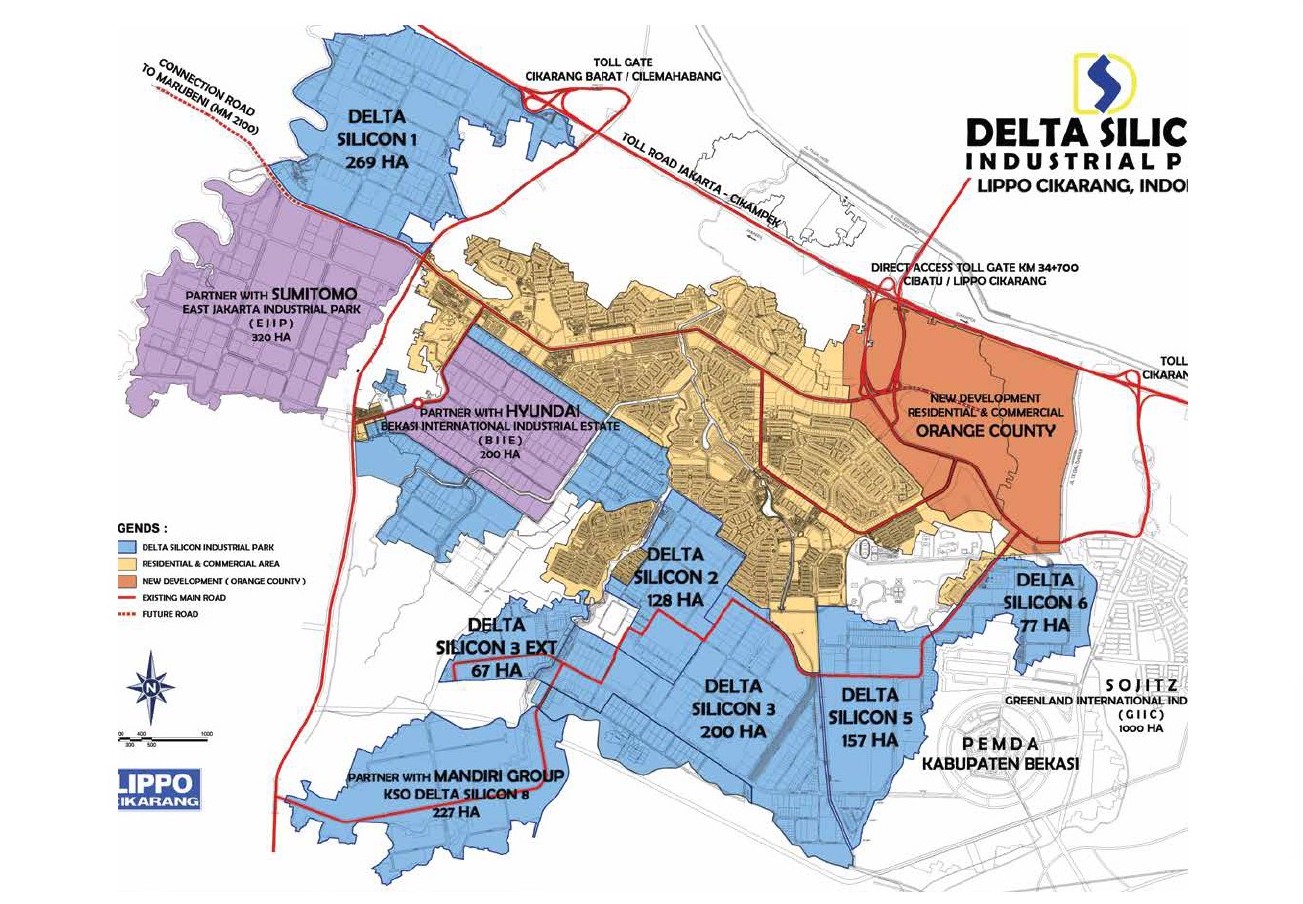 CONNECTION ROAD
TO MARUBENI (MM 2100)
TOLL GATE
CIKARANG BARAT / CILEMAHABANG
DELTA
SILICON 1
269 HA
TOLL ROAD JAKARTA - CIKAMPEK
DELTA SILIC
INDUSTRIAL P
LIPPO CIKARANG, INDO
DIRECT ACCESS TOLL GATE KM 34+700
CIBATU / LIPPO CIKARANG
PARTNER WITH SUMITOMO
EAST JAKARTA INDUSTRIAL PARK
( E J I P )
320 HA
TOLL
CIKARAN
PARTNER WITH HYUNDAI
BEKASI INTERNATIONAL INDUSTRIAL ESTATE
( B I I E )
200 HA
NEW DEVELOPMENT
RESIDENTIAL & COMMERCIAL
ORANGE COUNTY
GENDS :
DELTA SILICON INDUSTRIAL PARK
RESIDENTIAL & COMMERCIAL AREA
NEW DEVELOPMENT ( ORANGE COUNTY )
EXISTING MAIN ROAD
FUTURE ROAD
DELTA
SILICON 2
128 HA
DELTA
SILICON 6
77 HA
DELTA
SILICON 3 EXT
67 HA
DELTA
SILICON 3
200 HA
DELTA
SILICON 5
157 HA
SOJITZ
GREENLAND INTERNATIONAL IND
( G I I C )
1000 HA
PEMDA
KABUPATEN BEKASI
N
00 400 1000
300 500
LIPPO
CIKARANG
PARTNER WITH MANDIRI GROUP
KSO DELTA SILICON 8
227 HA